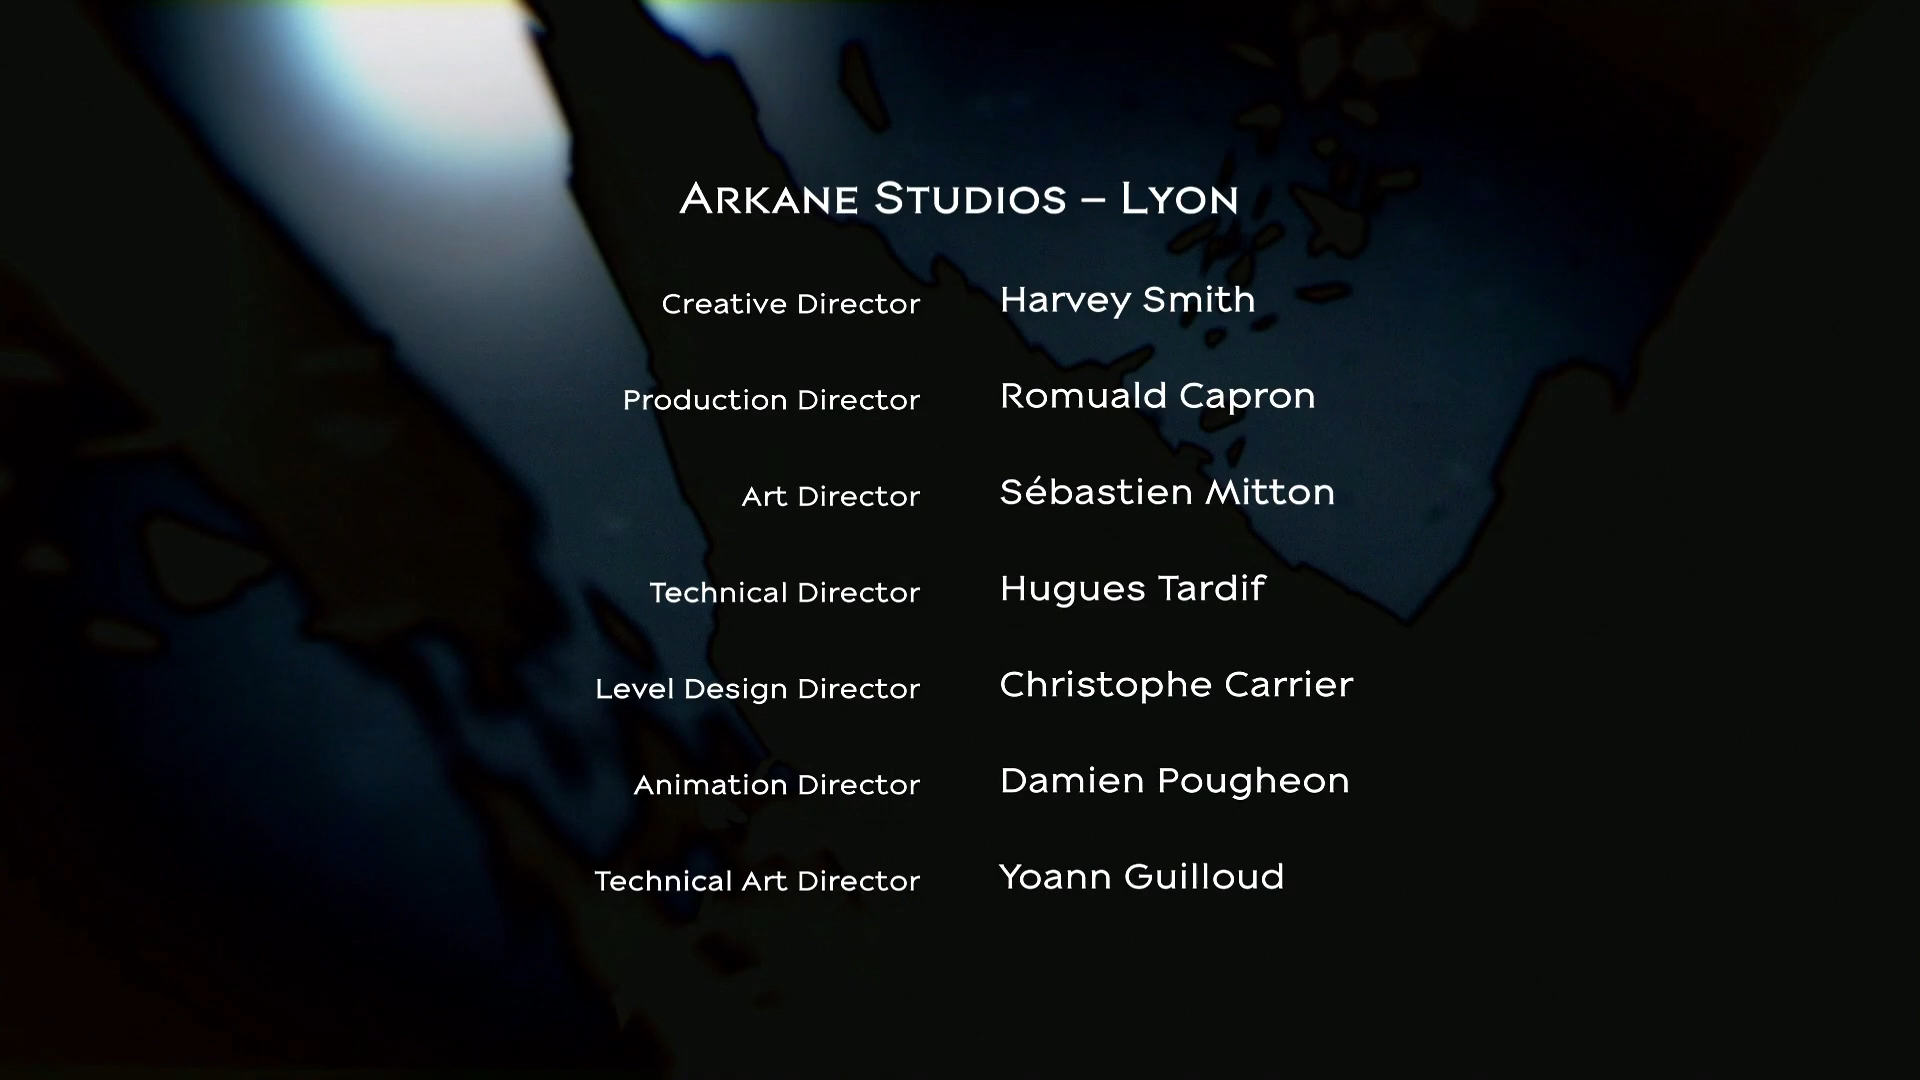 Arkane Studios – Lyon
Creative Director Harvey Smith
Production Director Romuald Capron
Art Director Sébastien Mitton
Technical Director Hugues Tardif
Level Design Director Christophe Carrier
Animation Director Damien Pougheon
Technical Art Director Yoann Guilloud